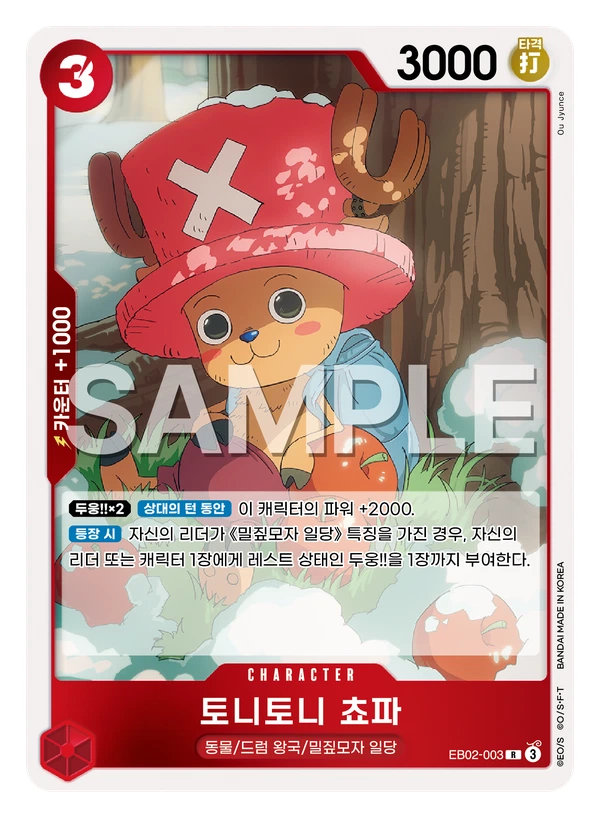 3
3000
타격
打
Ou Jyunce
⚡카운터 +1000
SAMPLE
두웅!!×2 상대의 턴 동안 이 캐릭터의 파워 +2000.
등장 시 자신의 리더가 《밀짚모자 일당》 특징을 가진 경우, 자신의
리더 또는 캐릭터 1장에게 레스트 상태인 두웅!!을 1장까지 부여한다.
CHARACTER
토니토니 쵸파
동물/드럼 왕국/밀짚모자 일당
EB02-003 R 3
©EO/S ©O/S·F·T BANDAI MADE IN KOREA